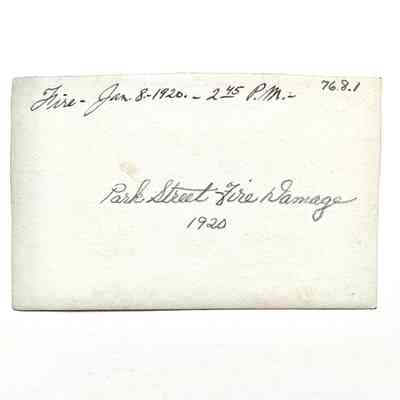 Fire - Jan. 8 - 1920. - 2 45 P.M. -
76.8.1
Park Street Fire Damage
1920